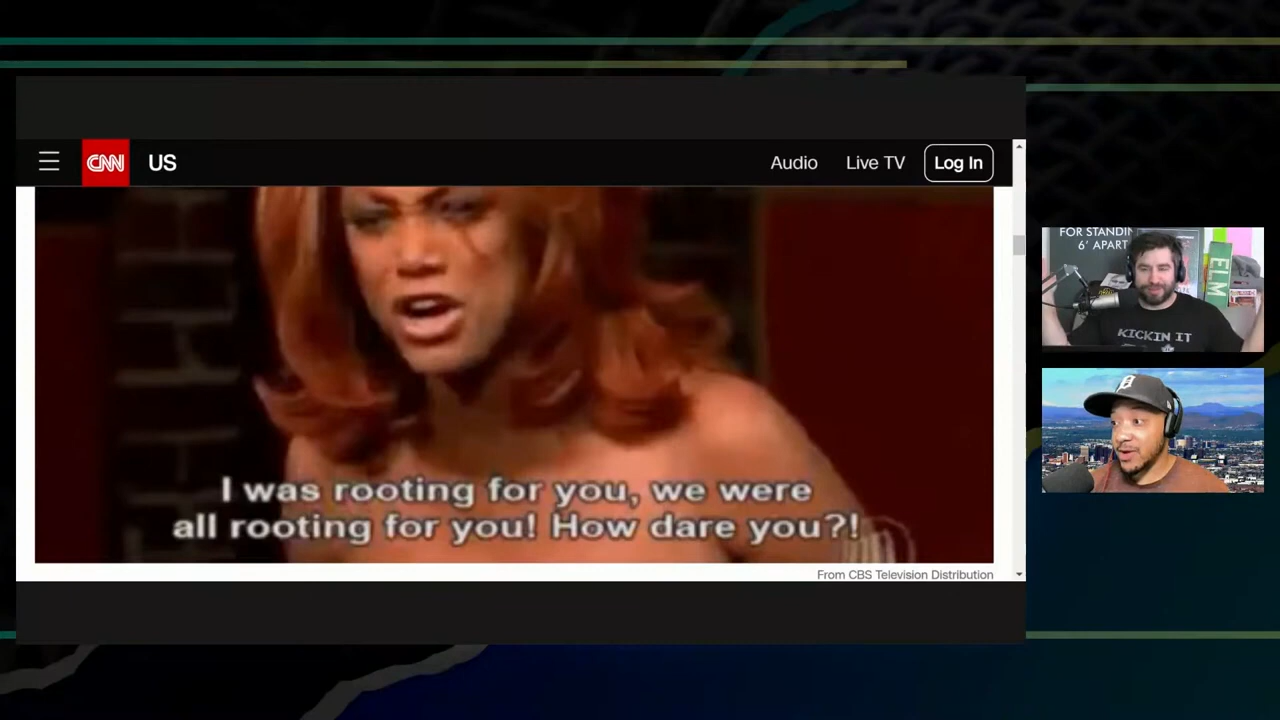 CNN
US
Audio
Live TV
Log In
I was rooting for you, we were
all rooting for you! How dare you?!
From CBS Television Distribution
FOR STANDIN
6' APART
ELM
KICKIN IT